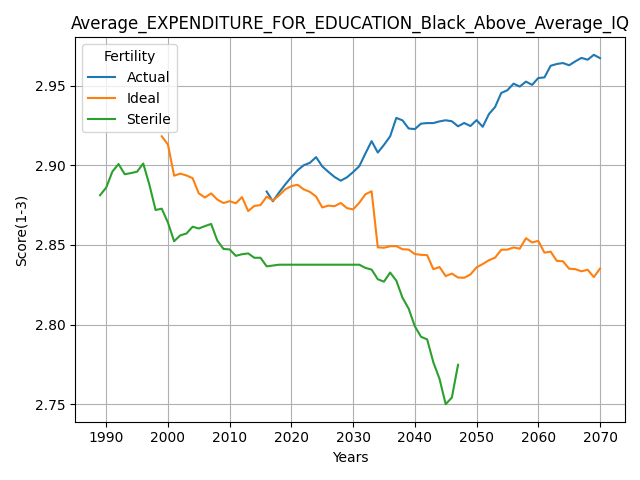 Average_EXPENDITURE_FOR_EDUCATION_Black_Above_Average_IQ
Fertility
Actual
Ideal
Sterile
Score(1-3)
2.95
2.90
2.85
2.80
2.75
1990 2000 2010 2020 2030 2040 2050 2060 2070
Years